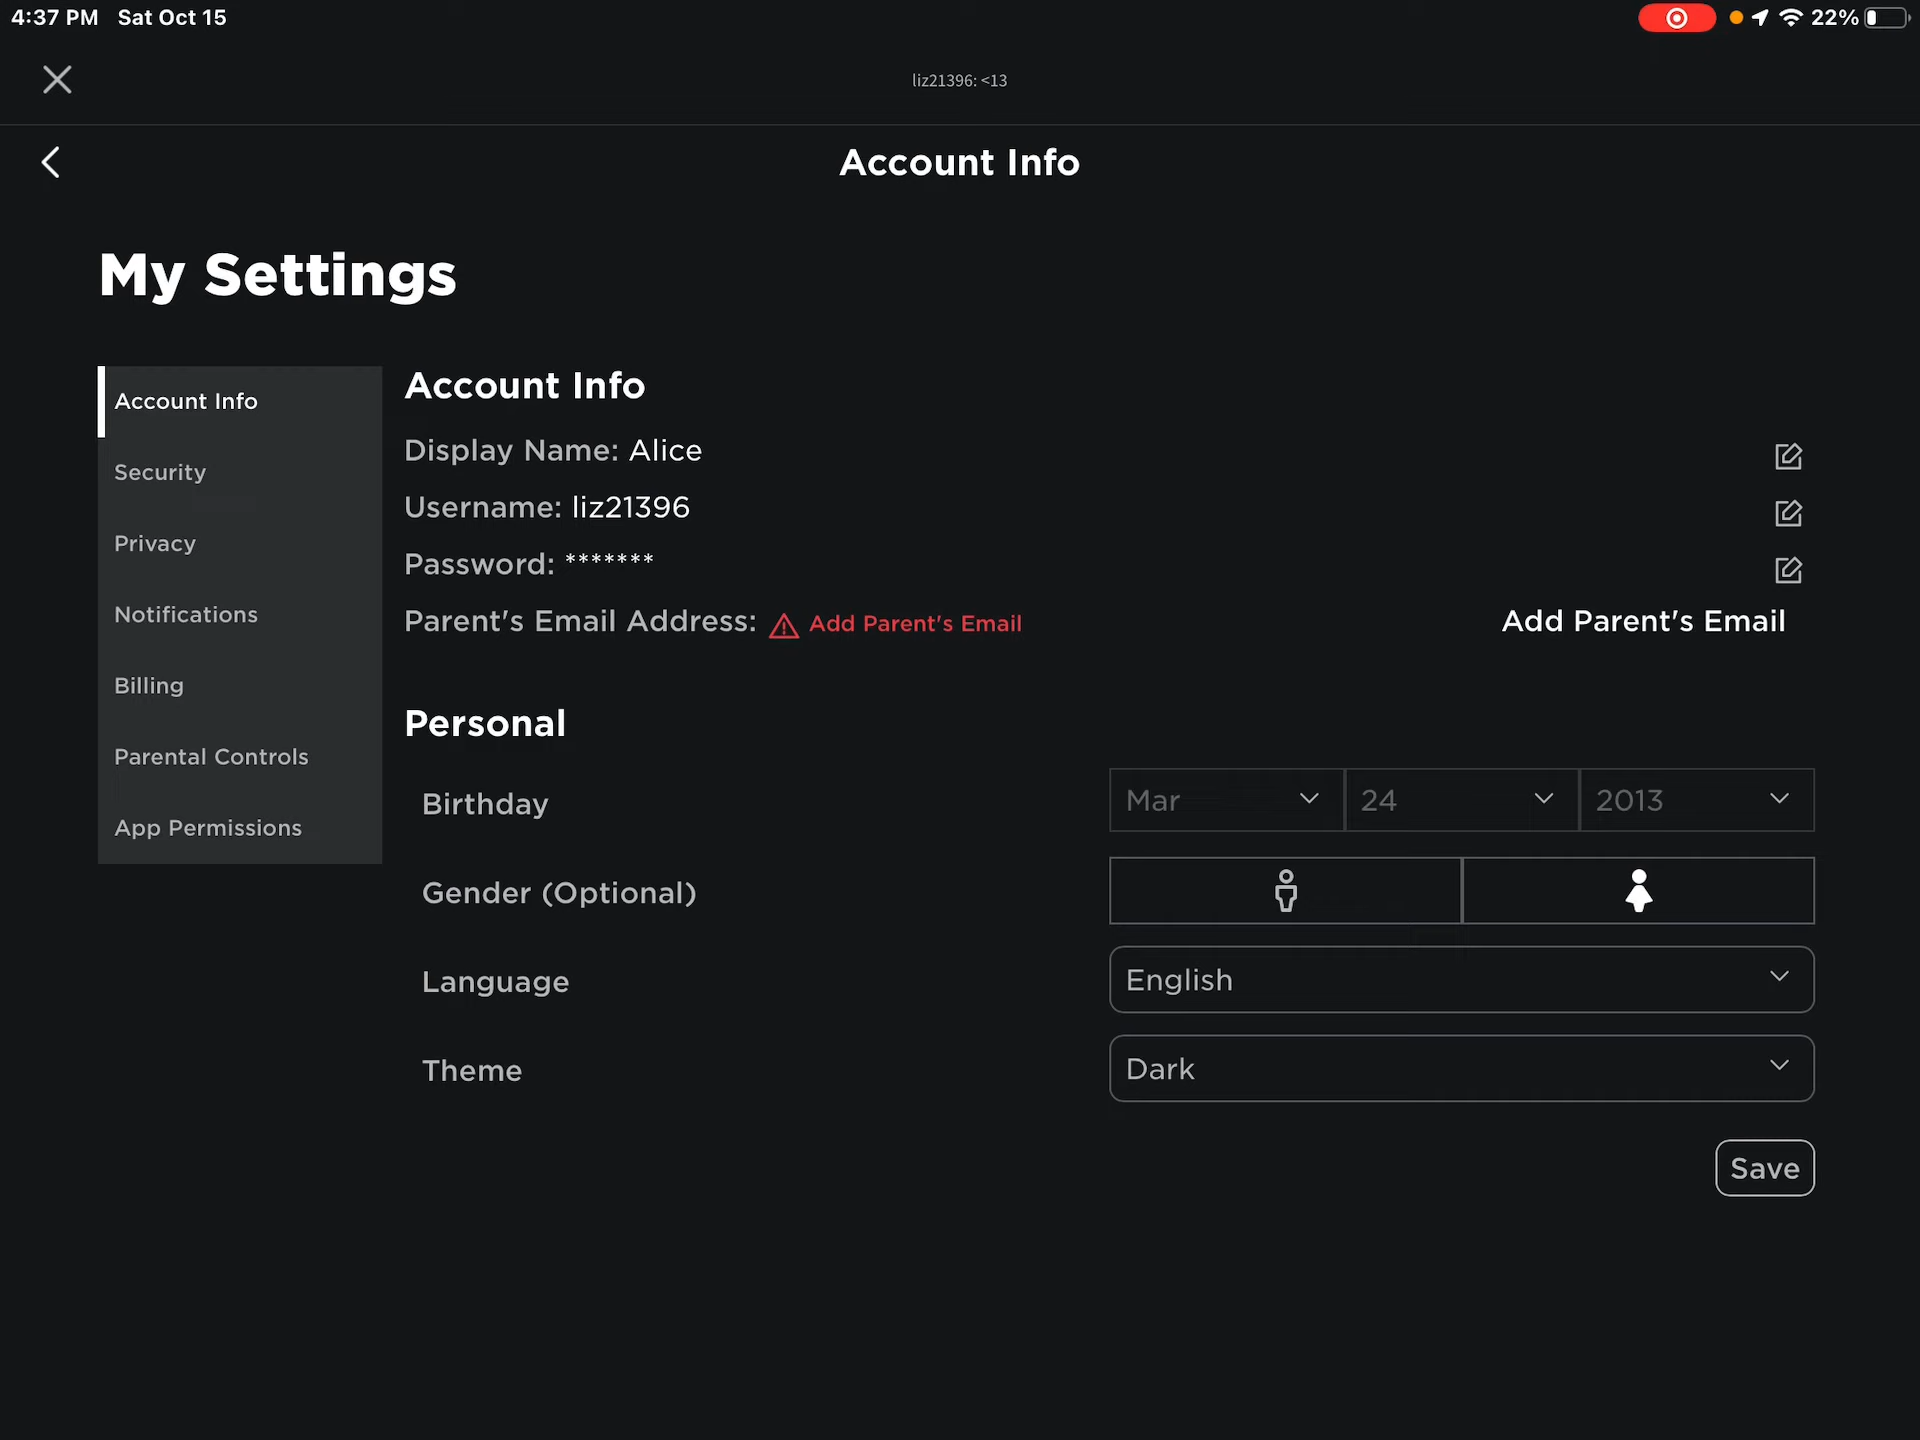 4:37 PM Sat Oct 15 22%
liz21396: <13
Account Info
My Settings
Account Info
Security
Privacy
Notifications
Billing
Parental Controls
App Permissions
Account Info
Display Name: Alice
Username: liz21396
Password: *******
Parent's Email Address: Add Parent's Email Add Parent's Email
Personal
Birthday Mar 24 2013
Gender (Optional)
Language English
Theme Dark
Save